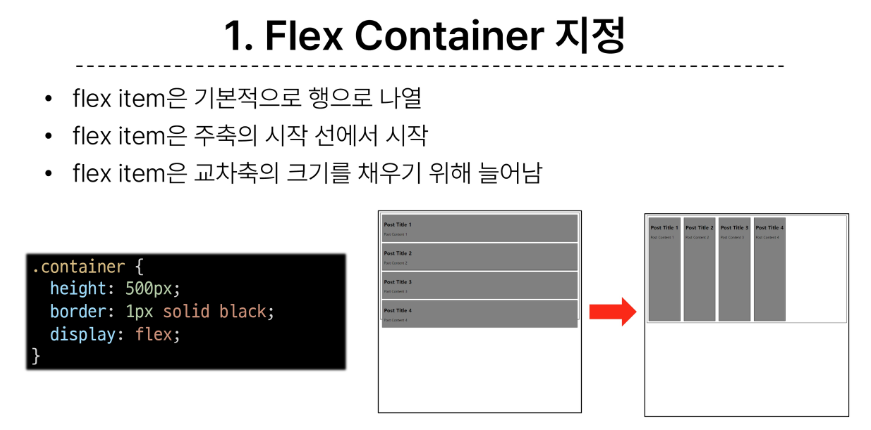 1. Flex Container 지정
• flex item은 기본적으로 행으로 나열
• flex item은 주축의 시작 선에서 시작
• flex item은 교차축의 크기를 채우기 위해 늘어남
.container {
height: 500px;
border: 1px solid black;
display: flex;
}
Post Title 1
Post Content 1
Post Title 2
Post Content 2
Post Title 3
Post Content 3
Post Title 4
Post Content 4
Post Title 1 Post Title 2 Post Title 3 Post Title 4
Post Content 1 Post Content 2 Post Content 3 Post Content 4